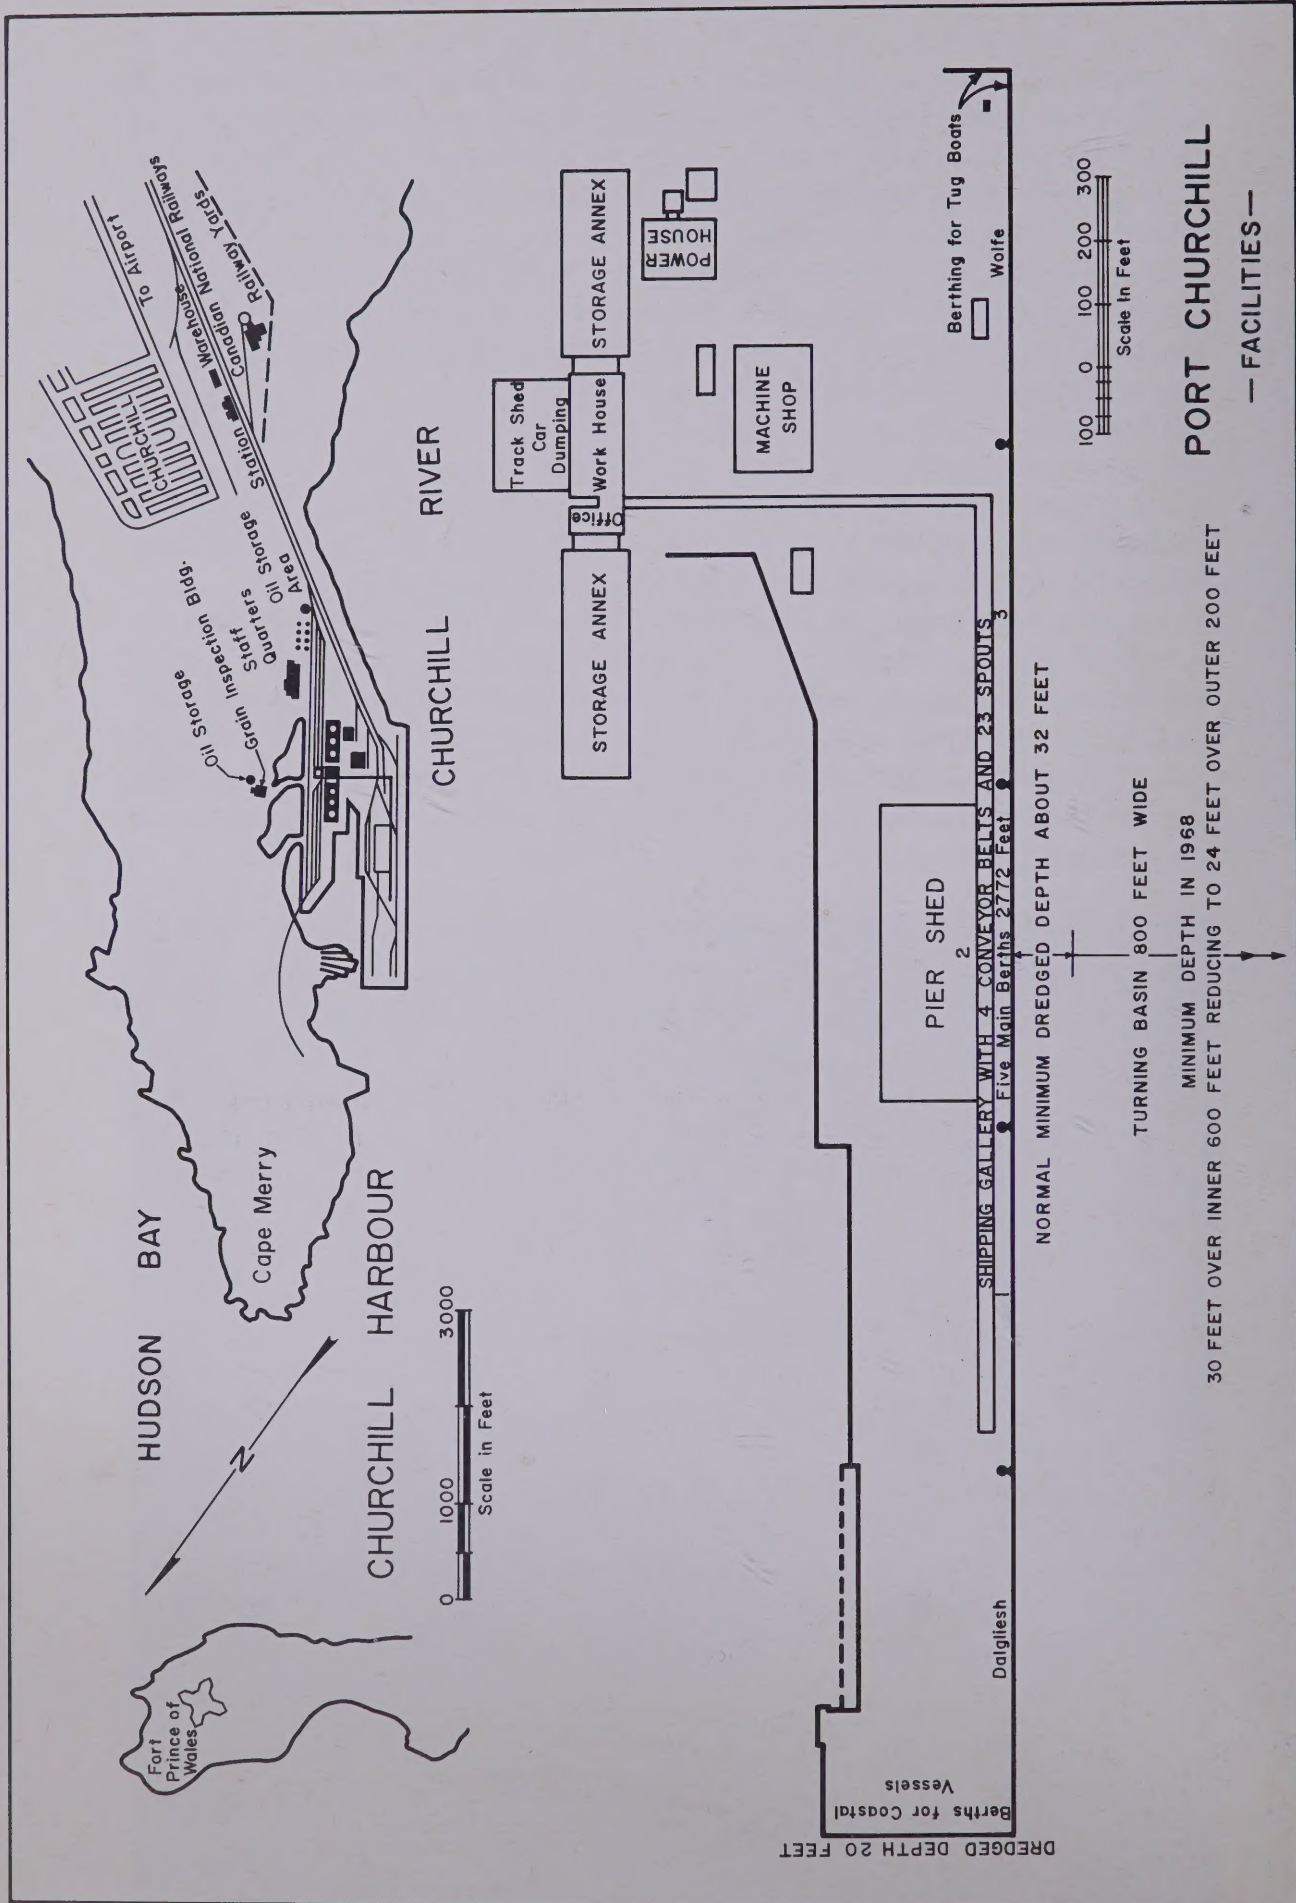 HUDSON BAY
Fort
Prince of
Wales
N
Cape Merry
CHURCHILL HARBOUR
0 1000 3000
Scale in Feet
CHURCHILL RIVER
Oil Storage
Grain Inspection Bldg.
Staff
Quarters
Oil Storage
Area
CHURCHILL
To Airport
Station
Warehouse
Canadian National Railways
Railway Yards
Track Shed
Car
Dumping
STORAGE ANNEX
Office
Work House
STORAGE ANNEX
POWER
HOUSE
MACHINE
SHOP
PIER SHED
2
SHIPPING GALLERY WITH 4 CONVEYOR BELTS AND 23 SPOUTS
1
Five Main Berths 2772 Feet
3
Berthing for Tug Boats
Wolfe
Dalgliesh
Berths for Coastal
Vessels
DREDGED DEPTH 20 FEET
NORMAL MINIMUM DREDGED DEPTH ABOUT 32 FEET
100 0 100 200 300
Scale In Feet
TURNING BASIN 800 FEET WIDE
MINIMUM DEPTH IN 1968
30 FEET OVER INNER 600 FEET REDUCING TO 24 FEET OVER OUTER 200 FEET
PORT CHURCHILL
— FACILITIES —